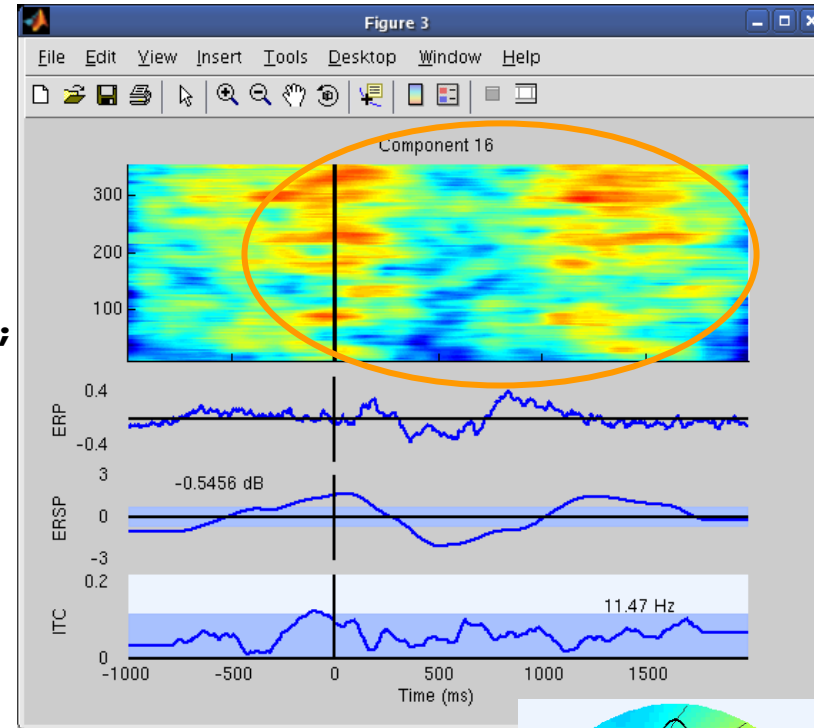 Figure 3
File Edit View Insert Tools Desktop Window Help
Component 16
300
200
100
;
0.4
ERP
-0.4
3
-0.5456 dB
ERSP
0
-3
0.2
11.47 Hz
ITC
0
-1000 -500 0 500 1000 1500
Time (ms)